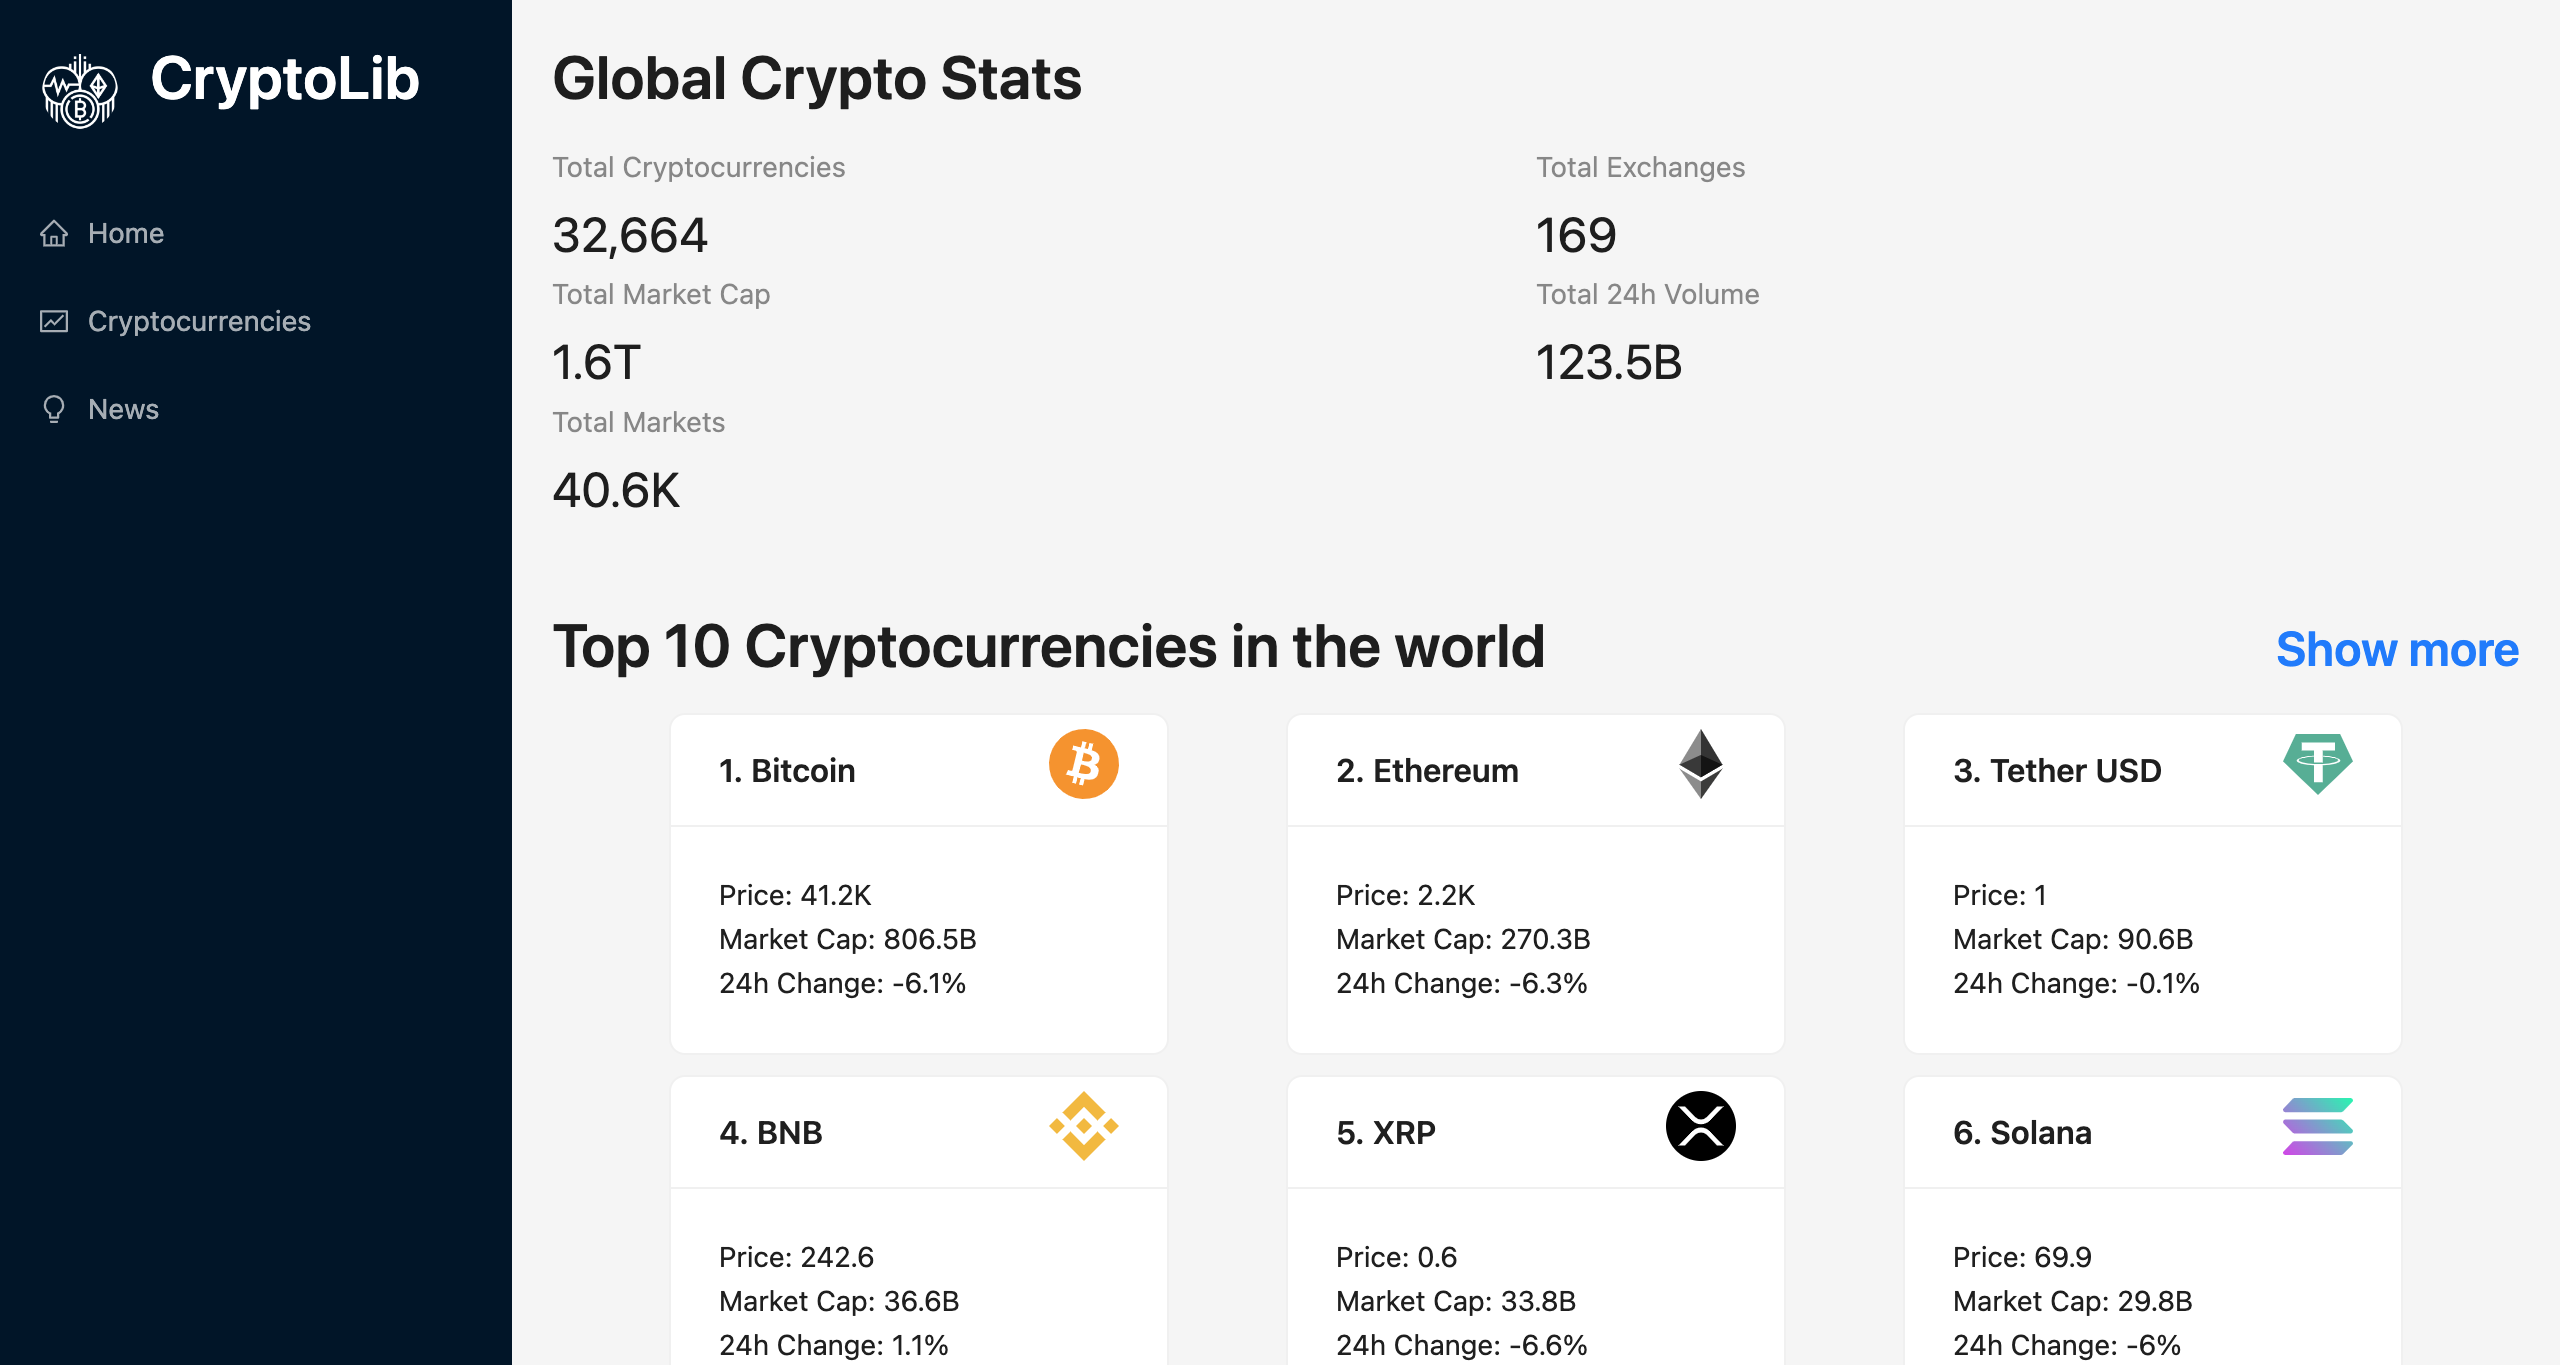 CryptoLib
Home
Cryptocurrencies
News
Global Crypto Stats
Total Cryptocurrencies
32,664
Total Exchanges
169
Total Market Cap
1.6T
Total 24h Volume
123.5B
Total Markets
40.6K
Top 10 Cryptocurrencies in the world
Show more
1. Bitcoin
Price: 41.2K
Market Cap: 806.5B
24h Change: -6.1%
2. Ethereum
Price: 2.2K
Market Cap: 270.3B
24h Change: -6.3%
3. Tether USD
Price: 1
Market Cap: 90.6B
24h Change: -0.1%
4. BNB
Price: 242.6
Market Cap: 36.6B
24h Change: 1.1%
5. XRP
Price: 0.6
Market Cap: 33.8B
24h Change: -6.6%
6. Solana
Price: 69.9
Market Cap: 29.8B
24h Change: -6%